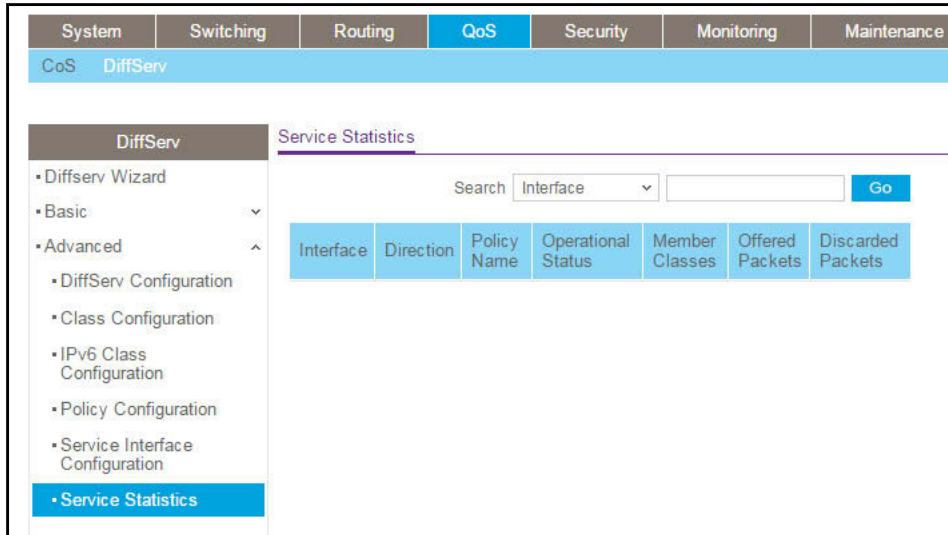 System Switching Routing QoS Security Monitoring Maintenance
CoS DiffServ
DiffServ
Diffserv Wizard
Basic
Advanced
DiffServ Configuration
Class Configuration
IPv6 Class
Configuration
Policy Configuration
Service Interface
Configuration
Service Statistics
Service Statistics
Search Interface Go
Interface Direction Policy Name Operational Status Member Classes Offered Packets Discarded Packets